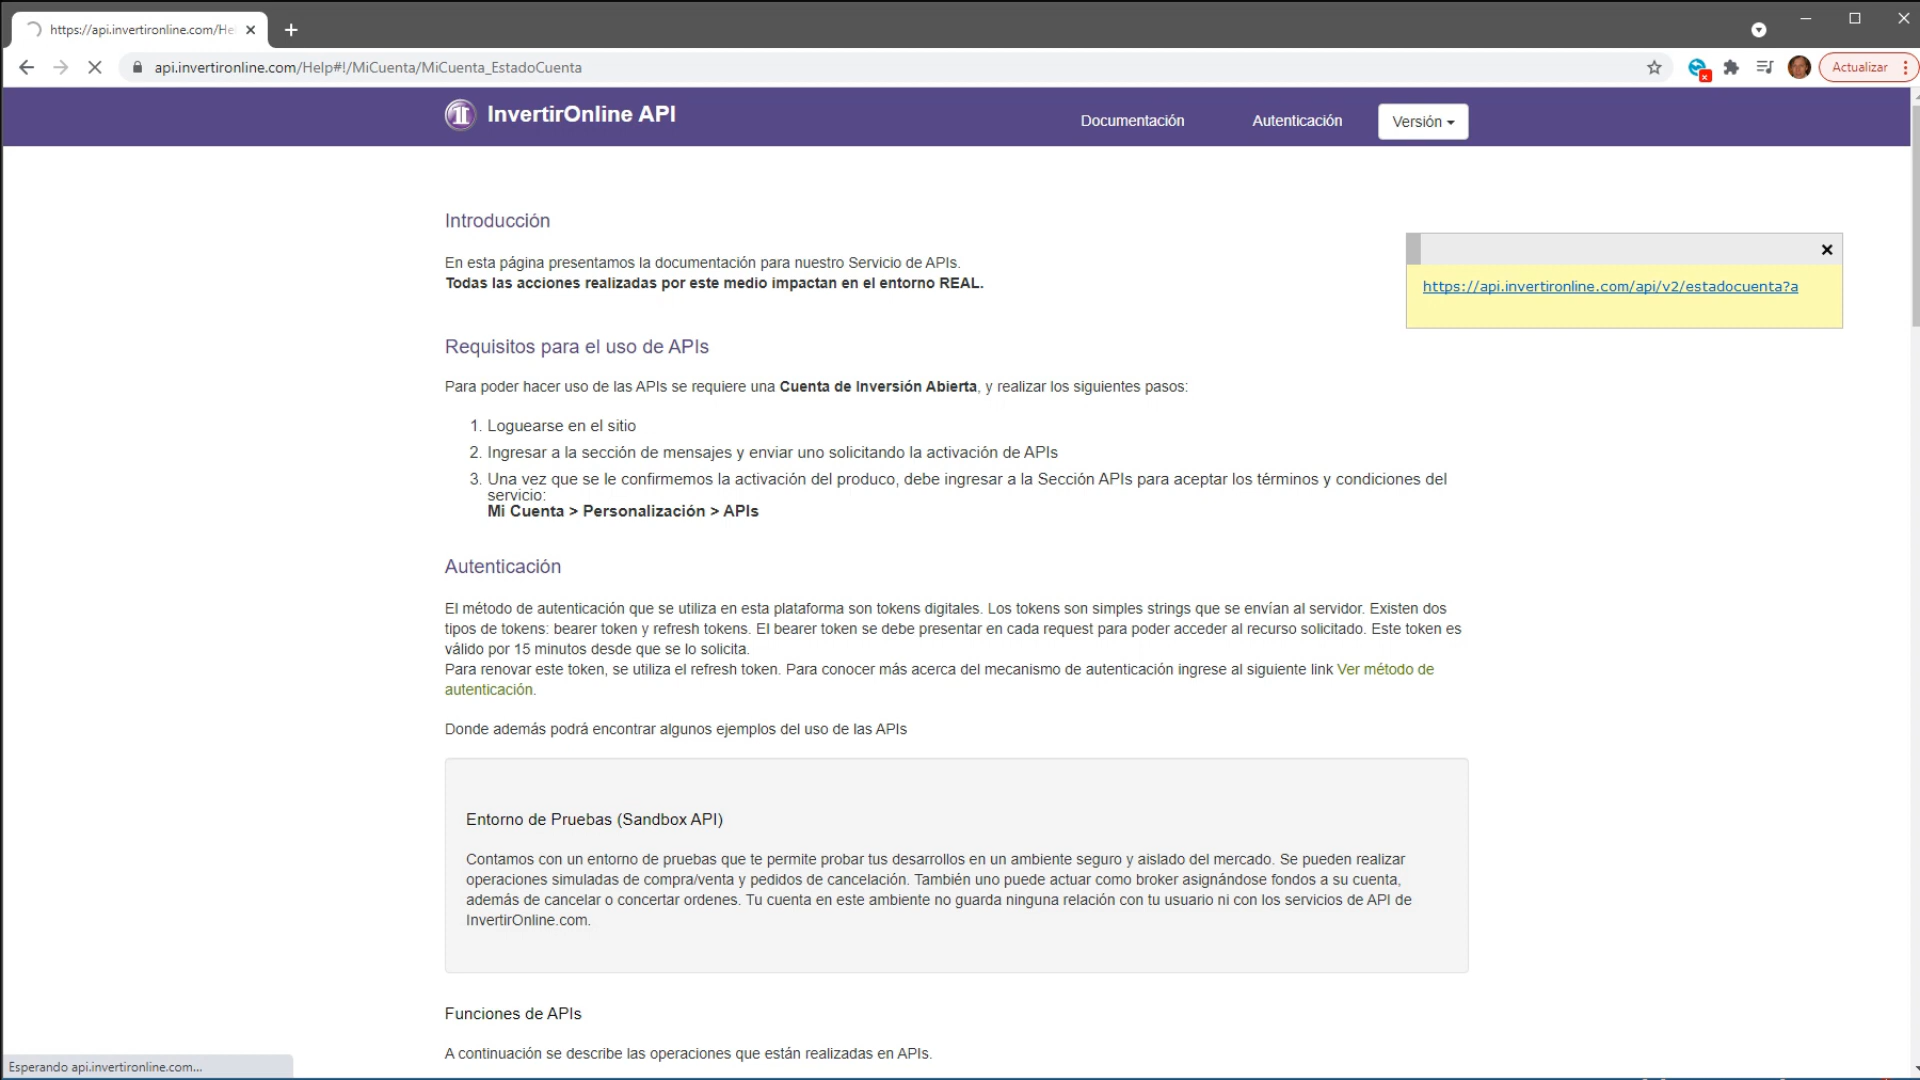 https://api.invertironline.com/He
api.invertironline.com/Help#!/MiCuenta/MiCuenta_EstadoCuenta
Actualizar
InvertirOnline API
Documentación
Autenticación
Versión
Introducción
En esta página presentamos la documentación para nuestro Servicio de APIs.
Todas las acciones realizadas por este medio impactan en el entorno REAL.
https://api.invertironline.com/api/v2/estadocuenta?a
Requisitos para el uso de APIs
Para poder hacer uso de las APIs se requiere una Cuenta de Inversión Abierta, y realizar los siguientes pasos:
1. Loguearse en el sitio
2. Ingresar a la sección de mensajes y enviar uno solicitando la activación de APIs
3. Una vez que se le confirmemos la activación del produco, debe ingresar a la Sección APIs para aceptar los términos y condiciones del
servicio:
Mi Cuenta > Personalización > APIs
Autenticación
El método de autenticación que se utiliza en esta plataforma son tokens digitales. Los tokens son simples strings que se envían al servidor. Existen dos
tipos de tokens: bearer token y refresh tokens. El bearer token se debe presentar en cada request para poder acceder al recurso solicitado. Este token es
válido por 15 minutos desde que se lo solicita.
Para renovar este token, se utiliza el refresh token. Para conocer más acerca del mecanismo de autenticación ingrese al siguiente link Ver método de
autenticación.
Donde además podrá encontrar algunos ejemplos del uso de las APIs
Entorno de Pruebas (Sandbox API)
Contamos con un entorno de pruebas que te permite probar tus desarrollos en un ambiente seguro y aislado del mercado. Se pueden realizar
operaciones simuladas de compra/venta y pedidos de cancelación. También uno puede actuar como broker asignándose fondos a su cuenta,
además de cancelar o concertar ordenes. Tu cuenta en este ambiente no guarda ninguna relación con tu usuario ni con los servicios de API de
InvertirOnline.com.
Funciones de APIs
A continuación se describe las operaciones que están realizadas en APIs.
Esperando api.invertironline.com...